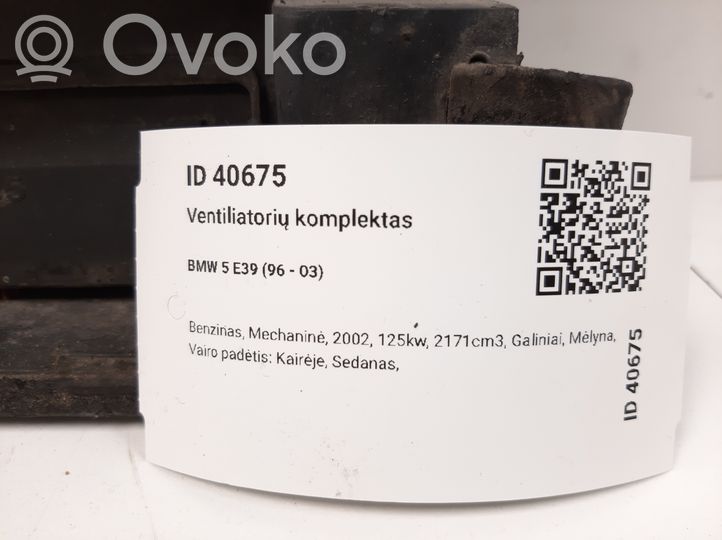 Ovoko
ID 40675
Ventiliatorių komplektas
BMW 5 E39 (96 - 03)
Benzinas, Mechaninė, 2002, 125kw, 2171cm3, Galiniai, Mėlyna,
Vairo padėtis: Kairėje, Sedanas,
ID 40675